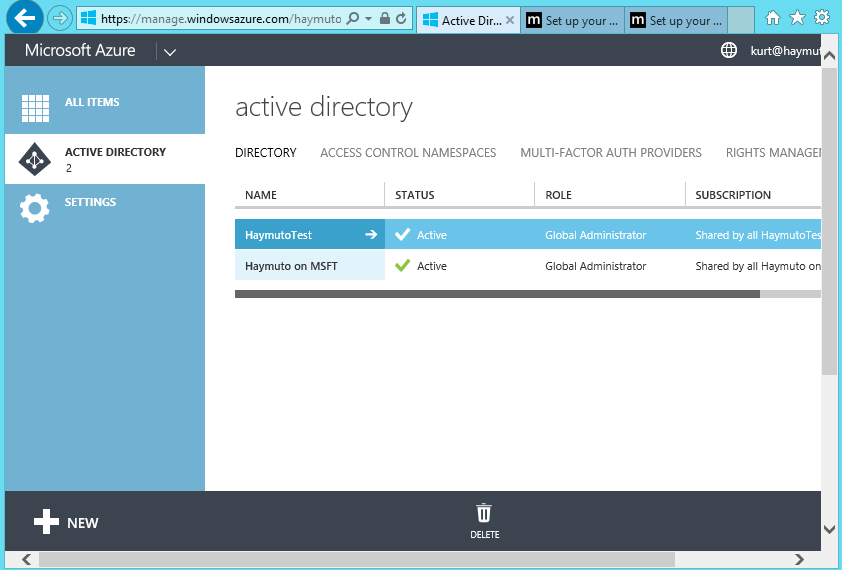 https://manage.windowsazure.com/haymuto
Active Dir...
Set up your ...
Set up your ...
Microsoft Azure
kurt@haymut
ALL ITEMS
ACTIVE DIRECTORY
2
SETTINGS
active directory
DIRECTORY
ACCESS CONTROL NAMESPACES
MULTI-FACTOR AUTH PROVIDERS
RIGHTS MANAGEM
NAME
STATUS
ROLE
SUBSCRIPTION
HaymutoTest
Active
Global Administrator
Shared by all HaymutoTes
Haymuto on MSFT
Active
Global Administrator
Shared by all Haymuto on
NEW
DELETE